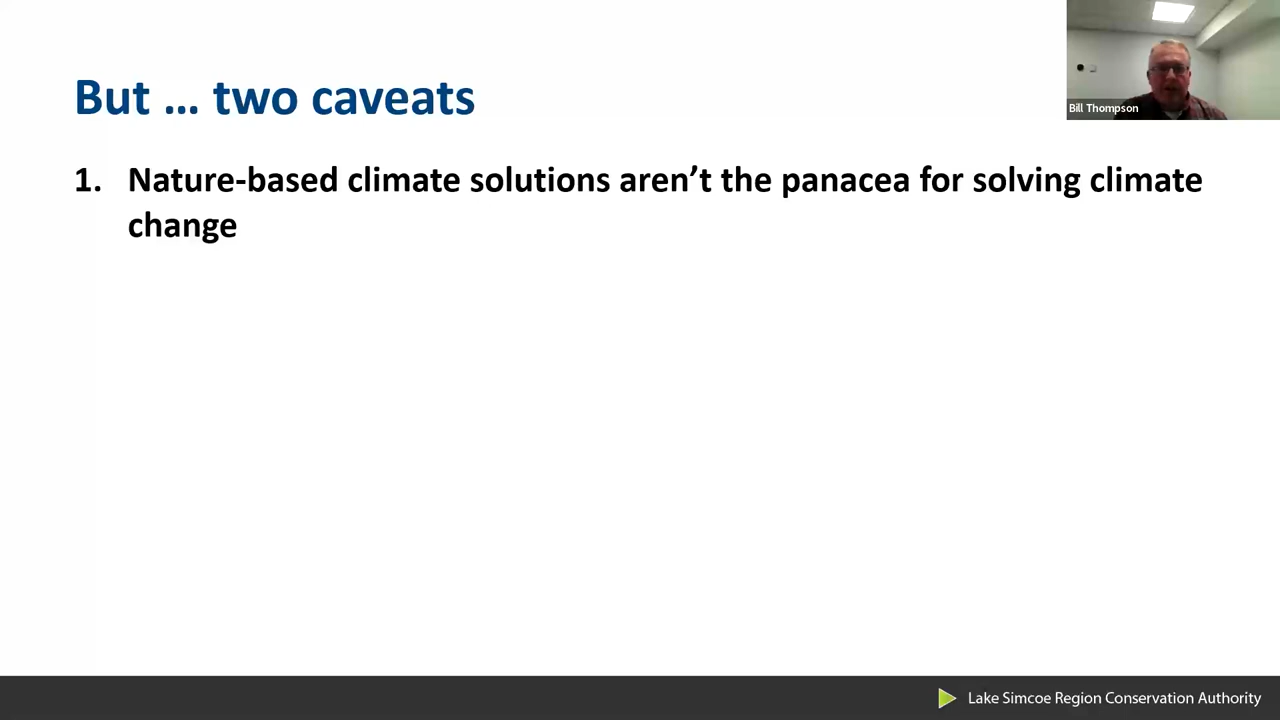 But … two caveats
Bill Thompson
1. Nature-based climate solutions aren’t the panacea for solving climate
change
Lake Simcoe Region Conservation Authority